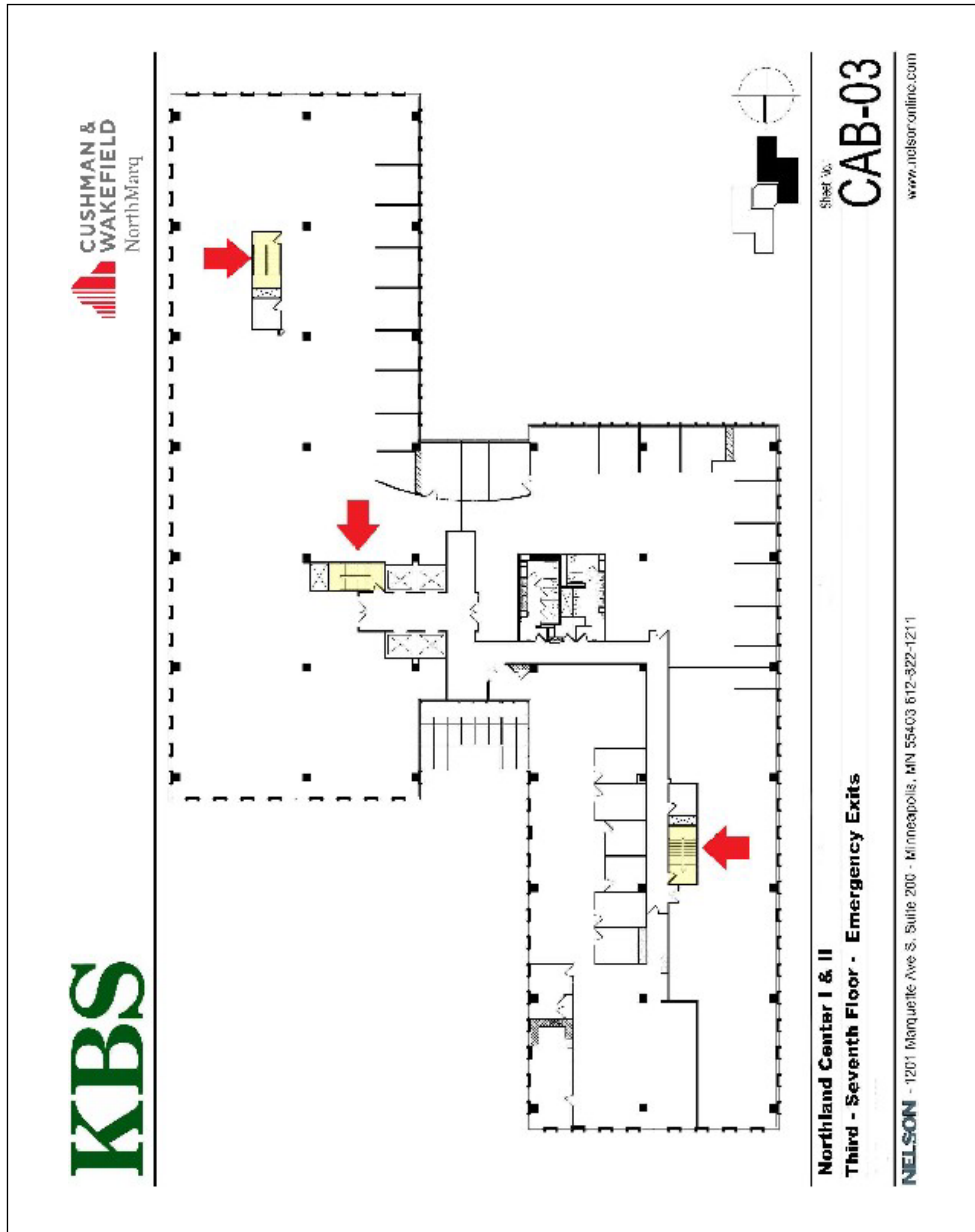 KBS
CUSHMAN &
WAKEFIELD
NorthMarq
Northland Center I & II
Third - Seventh Floor - Emergency Exits
Sheet No.:
CAB-03
NELSON - 1201 Marquette Ave S. Suite 200 - Minneapolis, MN 55403 612-822-1211
www.nelsononline.com